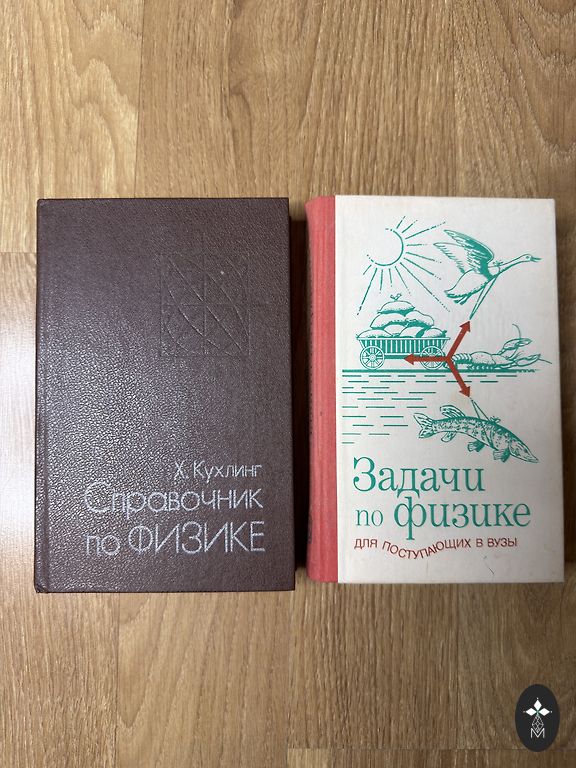 Х. Кухлинг
Справочник
по ФИЗИКЕ
Задачи
по физике
ДЛЯ ПОСТУПАЮЩИХ В ВУЗЫ